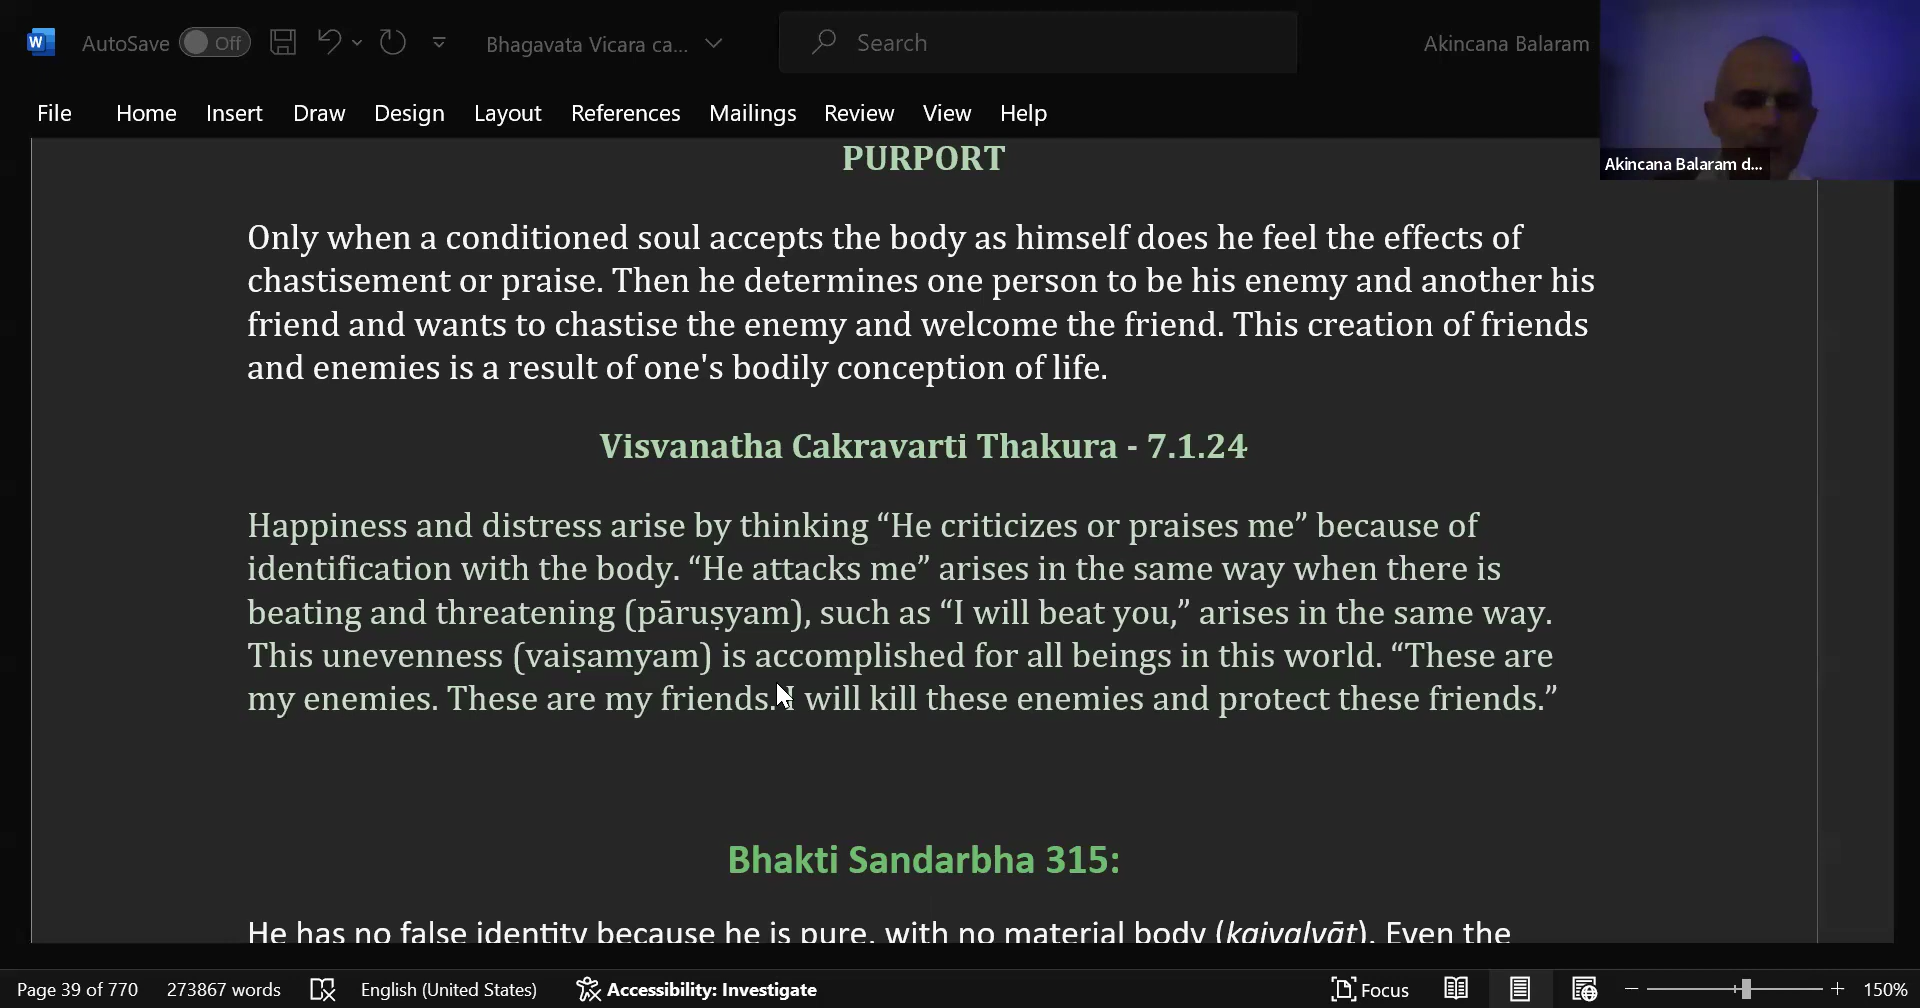 W AutoSave Off Bhagavata Vicara ca... Search Akincana Balaram
File Home Insert Draw Design Layout References Mailings Review View Help
Akincana Balaram d...
PURPORT
Only when a conditioned soul accepts the body as himself does he feel the effects of
chastisement or praise. Then he determines one person to be his enemy and another his
friend and wants to chastise the enemy and welcome the friend. This creation of friends
and enemies is a result of one's bodily conception of life.
Visvanatha Cakravarti Thakura - 7.1.24
Happiness and distress arise by thinking “He criticizes or praises me” because of
identification with the body. “He attacks me” arises in the same way when there is
beating and threatening (pāruṣyam), such as “I will beat you,” arises in the same way.
This unevenness (vaiṣamyam) is accomplished for all beings in this world. “These are
my enemies. These are my friends. I will kill these enemies and protect these friends.”
Bhakti Sandarbha 315:
He has no false identity because he is pure, with no material body (kaivalyāt). Even the
Page 39 of 770 273867 words English (United States) Accessibility: Investigate Focus 150%